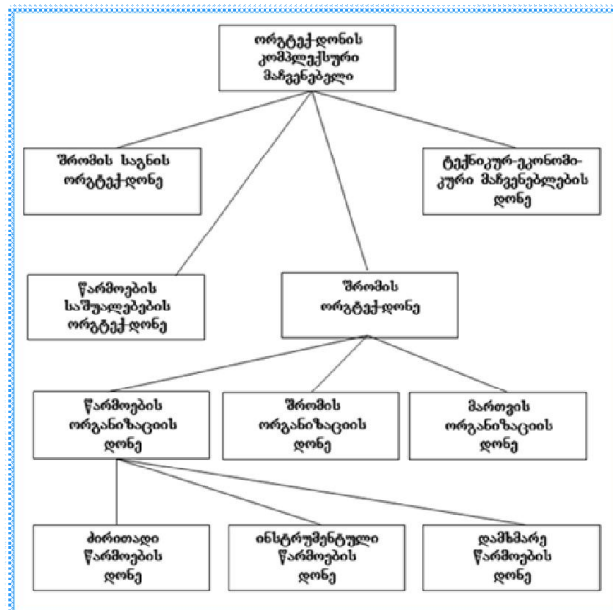 ორგტექ-დონის
კომპლექსური
მაჩვენებელი
შრომის საგნის
ორგტექ-დონე
ტექნიკურ-ეკონომი-
კური მაჩვენებლების
დონე
წარმოების
საშუალებების
ორგტექ-დონე
შრომის
ორგტექ-დონე
წარმოების
ორგანიზაციის
დონე
შრომის
ორგანიზაციის
დონე
მართვის
ორგანიზაციის
დონე
ძირითადი
წარმოების
დონე
ინსტრუმენტული
წარმოების
დონე
დამხმარე
წარმოების
დონე